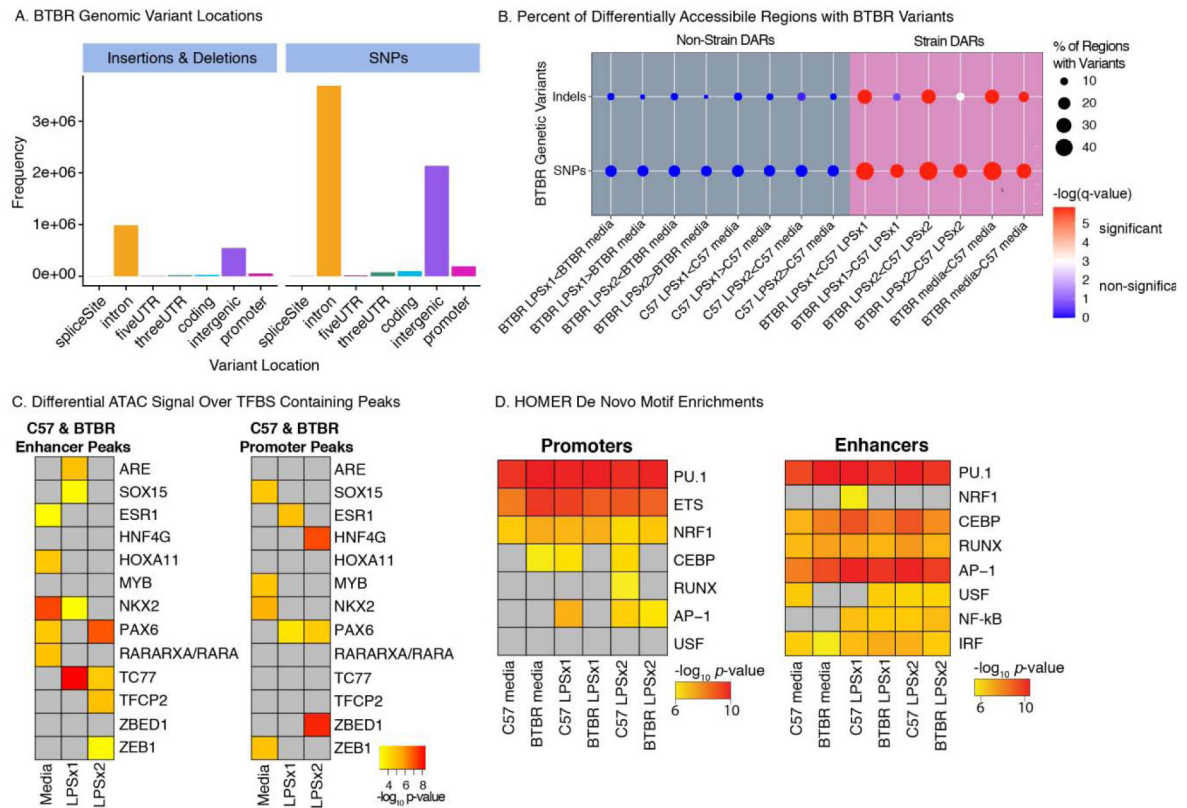 A. BTBR Genomic Variant Locations
Insertions & Deletions
SNPs
Frequency
3e+06
2e+06
1e+06
0e+00
spliceSite
intron
fiveUTR
threeUTR
coding
intergenic
promoter
spliceSite
intron
fiveUTR
threeUTR
coding
intergenic
promoter
Variant Location
B. Percent of Differentially Accessibile Regions with BTBR Variants
Non-Strain DARs
Strain DARs
BTBR Genetic Variants
Indels
SNPs
BTBR LPSx1<BTBR media
BTBR LPSx1>BTBR media
BTBR LPSx2<BTBR media
BTBR LPSx2>BTBR media
C57 LPSx1<C57 media
C57 LPSx1>C57 media
C57 LPSx2<C57 media
C57 LPSx2>C57 media
BTBR LPSx1<C57 LPSx1
BTBR LPSx1>C57 LPSx1
BTBR LPSx2<C57 LPSx2
BTBR LPSx2>C57 LPSx2
BTBR media<C57 media
BTBR media>C57 media
% of Regions
with Variants
10
20
30
40
-log(q-value)
5
4
3
2
1
0
significant
non-significa
C. Differential ATAC Signal Over TFBS Containing Peaks
C57 & BTBR
Enhancer Peaks
ARE
SOX15
ESR1
HNF4G
HOXA11
MYB
NKX2
PAX6
RARARXA/RARA
TC77
TFCP2
ZBED1
ZEB1
Media
LPSx1
LPSx2
C57 & BTBR
Promoter Peaks
ARE
SOX15
ESR1
HNF4G
HOXA11
MYB
NKX2
PAX6
RARARXA/RARA
TC77
TFCP2
ZBED1
ZEB1
Media
LPSx1
LPSx2
4 6 8
-log10 p-value
D. HOMER De Novo Motif Enrichments
Promoters
PU.1
ETS
NRF1
CEBP
RUNX
AP-1
USF
C57 media
BTBR media
C57 LPSx1
BTBR LPSx1
C57 LPSx2
BTBR LPSx2
-log10 p-value
6 10
Enhancers
PU.1
NRF1
CEBP
RUNX
AP-1
USF
NF-kB
IRF
C57 media
BTBR media
C57 LPSx1
BTBR LPSx1
C57 LPSx2
BTBR LPSx2
-log10 p-value
6 10